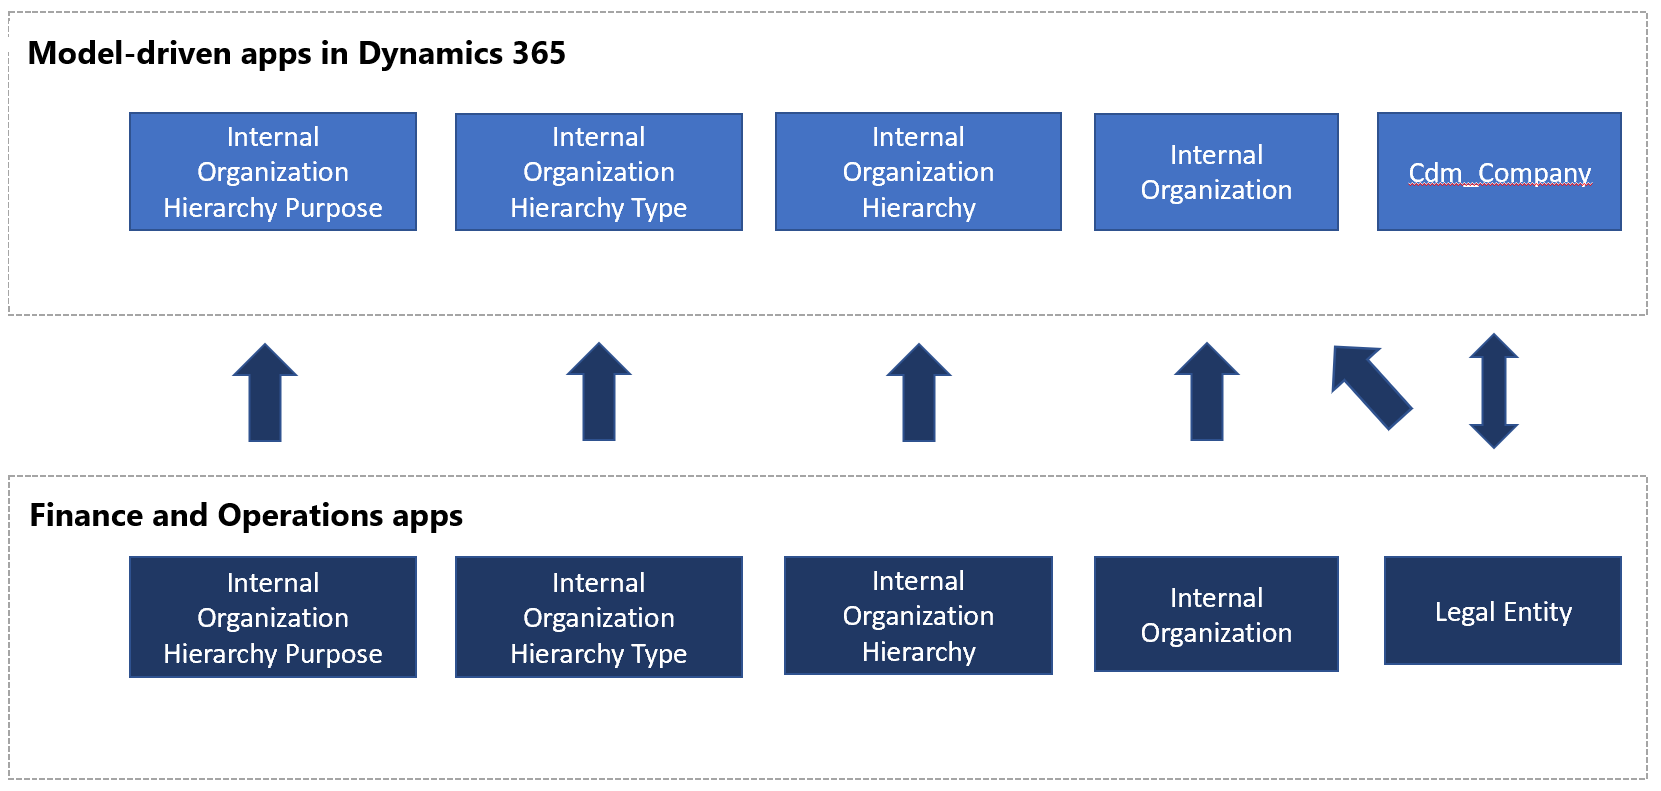 Model-driven apps in Dynamics 365
Internal
Organization
Hierarchy Purpose
Internal
Organization
Hierarchy Type
Internal
Organization
Hierarchy
Internal
Organization
Cdm_Company
Finance and Operations apps
Internal
Organization
Hierarchy Purpose
Internal
Organization
Hierarchy Type
Internal
Organization
Hierarchy
Internal
Organization
Legal Entity